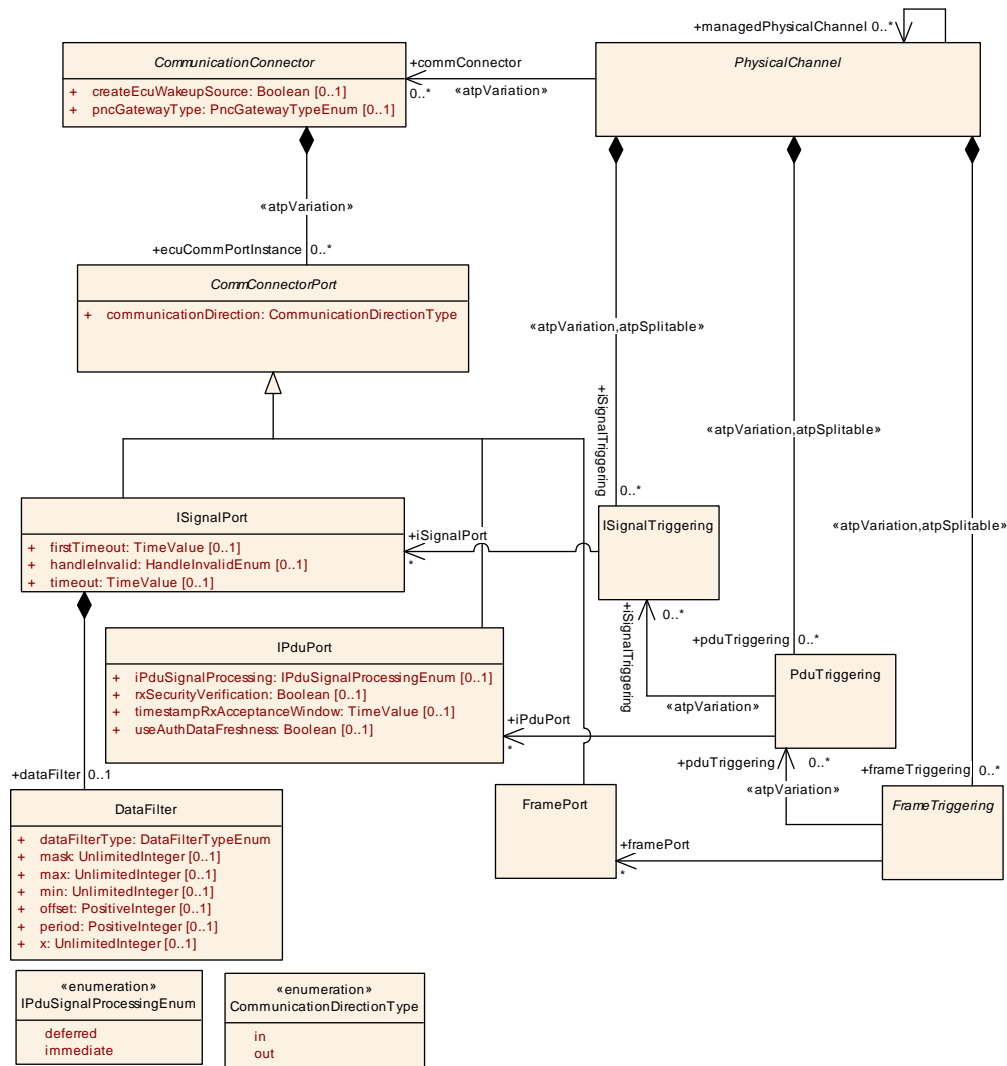 +managedPhysicalChannel 0..*
CommunicationConnector
+ createEcuWakeupSource: Boolean [0..1]
+ pncGatewayType: PncGatewayTypeEnum [0..1]
+commConnector
0..*
«atpVariation»
PhysicalChannel
«atpVariation»
+ecuCommPortInstance 0..*
CommConnectorPort
+ communicationDirection: CommunicationDirectionType
«atpVariation,atpSplitable»
+iSignalTriggering
0..*
«atpVariation,atpSplitable»
«atpVariation,atpSplitable»
ISignalPort
+ firstTimeout: TimeValue [0..1]
+ handleInvalid: HandleInvalidEnum [0..1]
+ timeout: TimeValue [0..1]
+iSignalPort
*
ISignalTriggering
+iSignalTriggering
0..*
+pduTriggering 0..*
IPduPort
+ iPduSignalProcessing: IPduSignalProcessingEnum [0..1]
+ rxSecurityVerification: Boolean [0..1]
+ timestampRxAcceptanceWindow: TimeValue [0..1]
+ useAuthDataFreshness: Boolean [0..1]
PduTriggering
«atpVariation»
+iPduPort
*
+pduTriggering 0..*
«atpVariation»
+frameTriggering 0..*
+dataFilter 0..1
DataFilter
+ dataFilterType: DataFilterTypeEnum
+ mask: UnlimitedInteger [0..1]
+ max: UnlimitedInteger [0..1]
+ min: UnlimitedInteger [0..1]
+ offset: PositiveInteger [0..1]
+ period: PositiveInteger [0..1]
+ x: UnlimitedInteger [0..1]
FramePort
+framePort
*
FrameTriggering
«enumeration»
IPduSignalProcessingEnum
deferred
immediate
«enumeration»
CommunicationDirectionType
in
out